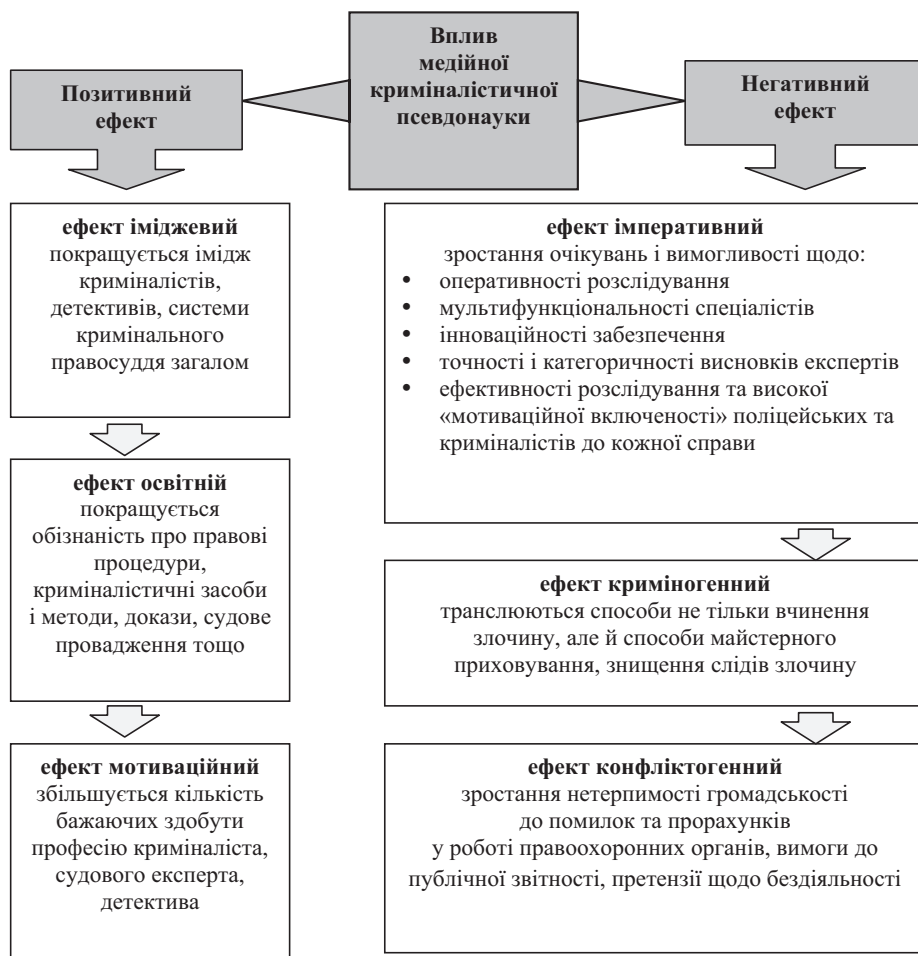 Вплив
медійної
криміналістичної
псевдонауки
Позитивний
ефект
Негативний
ефект
ефект іміджевий
покращується імідж
криміналістів,
детективів, системи
кримінального
правосуддя загалом
ефект освітній
покращується
обізнаність про правові
процедури,
криміналістичні засоби
і методи, докази, судове
провадження тощо
ефект мотиваційний
збільшується кількість
бажаючих здобути
професію криміналіста,
судового експерта,
детектива
ефект імперативний
зростання очікувань і вимогливості щодо:
• оперативності розслідування
• мультифункціональності спеціалістів
• інноваційності забезпечення
• точності і категоричності висновків експертів
• ефективності розслідування та високої
«мотиваційної включеності» поліцейських та
криміналістів до кожної справи
ефект криміногенний
транслюються способи не тільки вчинення
злочину, але й способи майстерного
приховування, знищення слідів злочину
ефект конфліктогенний
зростання нетерпимості громадськості
до помилок та прорахунків
у роботі правоохоронних органів, вимоги до
публічної звітності, претензії щодо бездіяльності